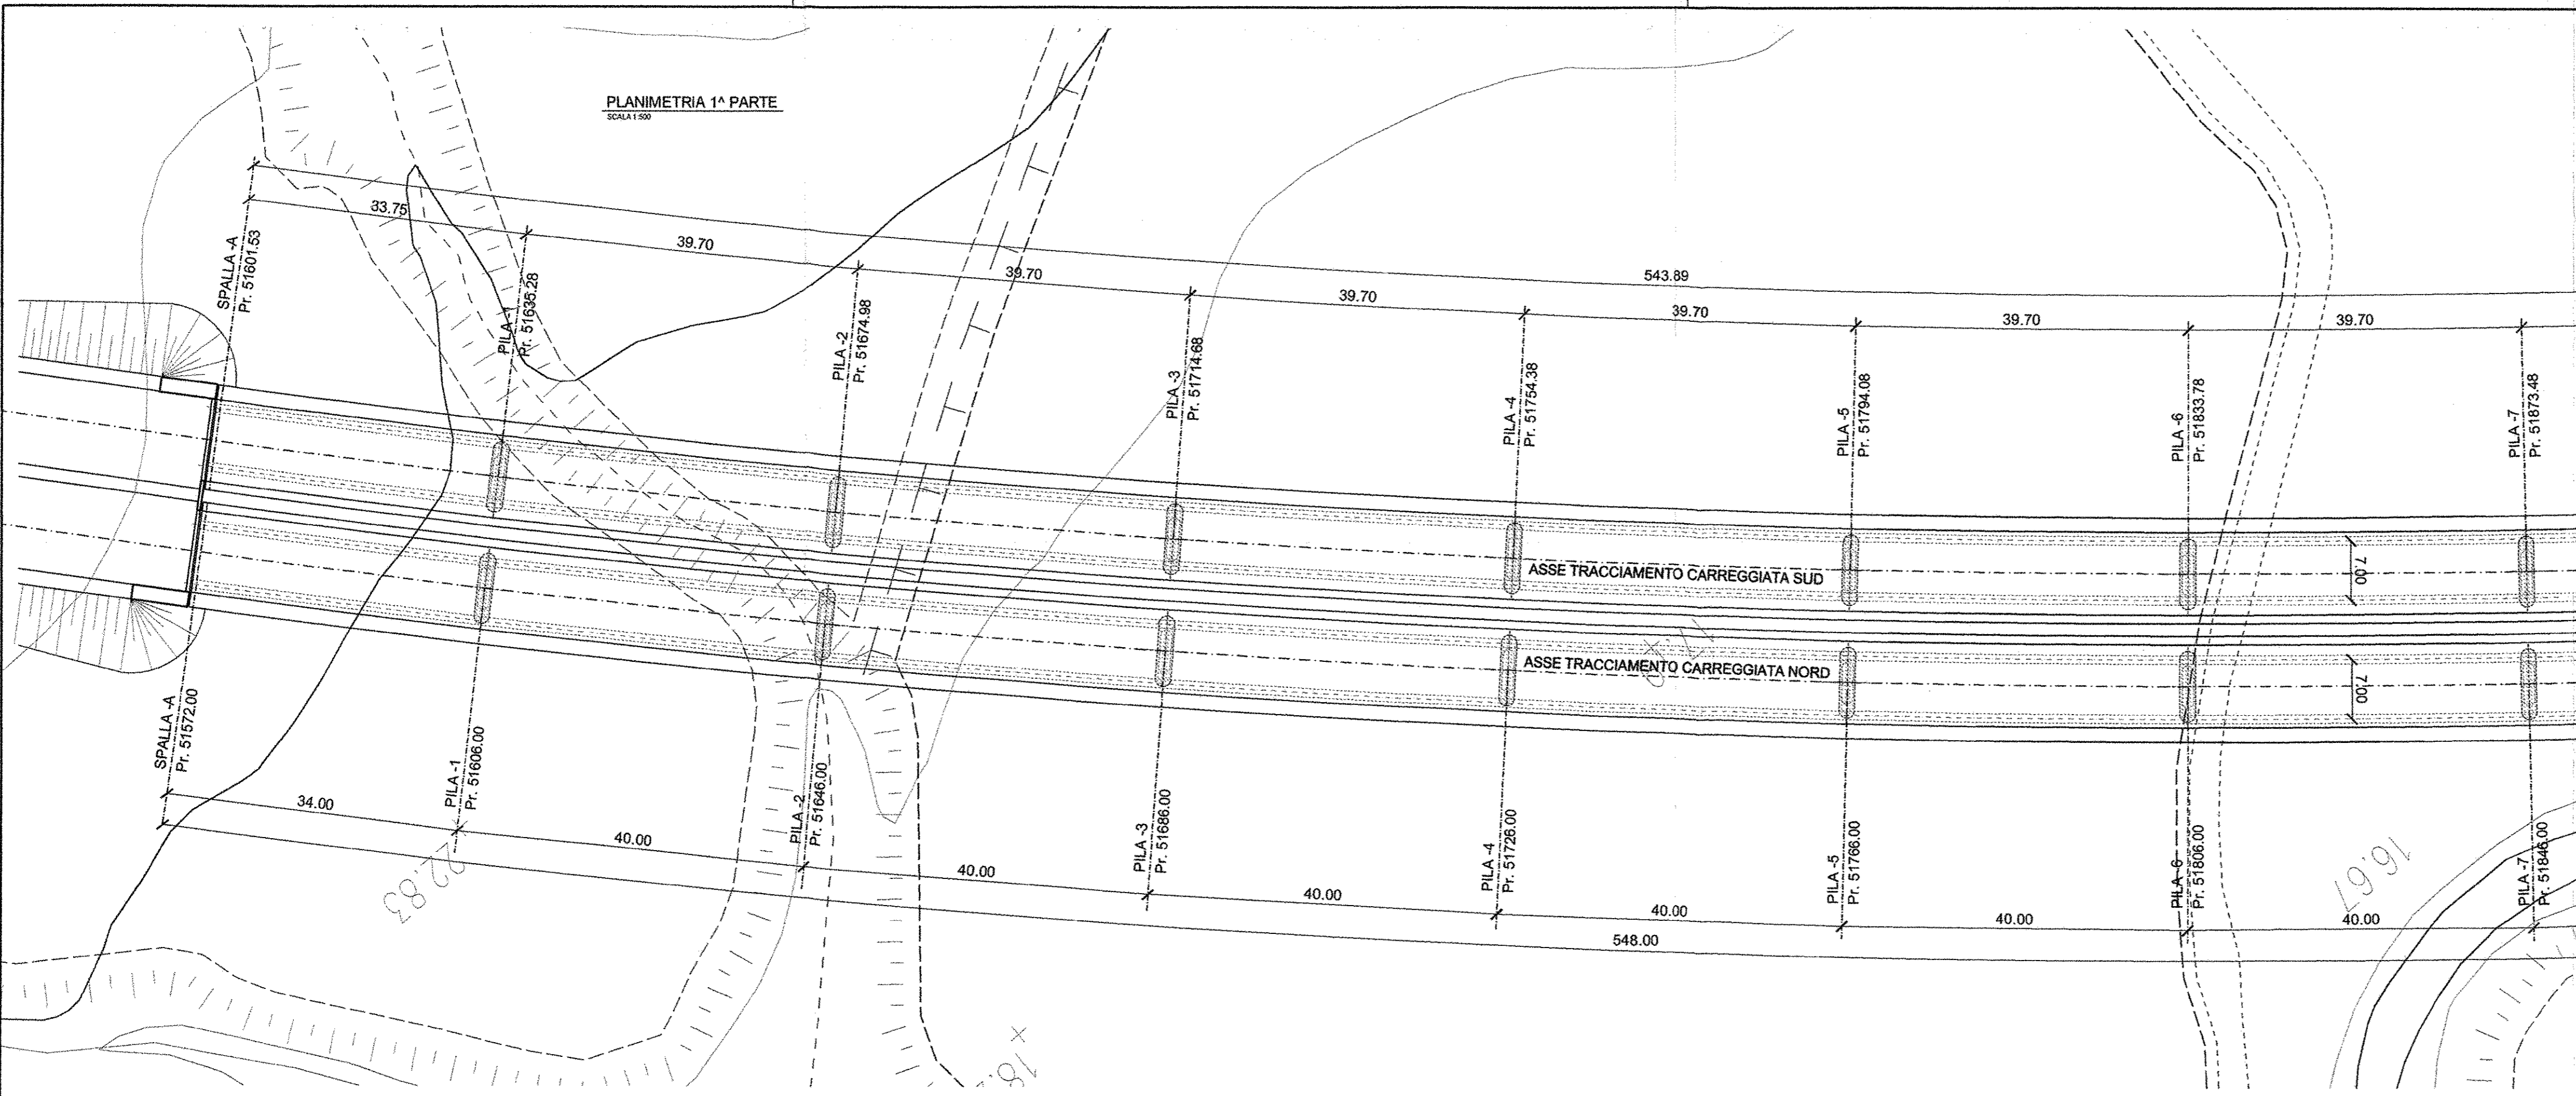 PLANIMETRIA 1^ PARTE
SCALA 1:500
33.75
39.70
39.70
39.70
39.70
39.70
39.70
543.89
SPALLA -A
Pr. 51601.53
PILA -1
Pr. 51635.28
PILA -2
Pr. 51674.98
PILA -3
Pr. 51714.68
PILA -4
Pr. 51754.38
PILA -5
Pr. 51794.08
PILA -6
Pr. 51833.78
PILA -7
Pr. 51873.48
ASSE TRACCIAMENTO CARREGGIATA SUD
7.00
ASSE TRACCIAMENTO CARREGGIATA NORD
7.00
SPALLA -A
Pr. 51572.00
PILA -1
Pr. 51606.00
PILA -2
Pr. 51646.00
PILA -3
Pr. 51686.00
PILA -4
Pr. 51726.00
PILA -5
Pr. 51766.00
PILA -6
Pr. 51806.00
PILA -7
Pr. 51846.00
34.00
40.00
40.00
40.00
40.00
40.00
40.00
548.00
22.83
16.67